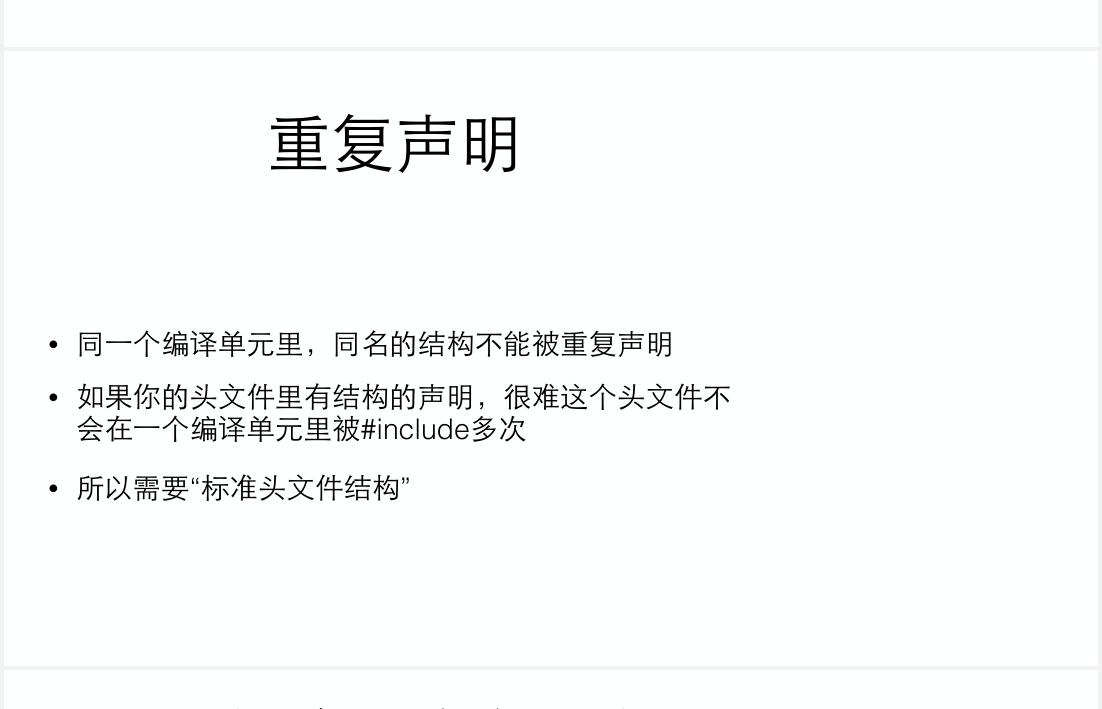 重复声明
• 同一个编译单元里，同名的结构不能被重复声明
• 如果你的头文件里有结构的声明，很难这个头文件不
会在一个编译单元里被#include多次
• 所以需要“标准头文件结构”